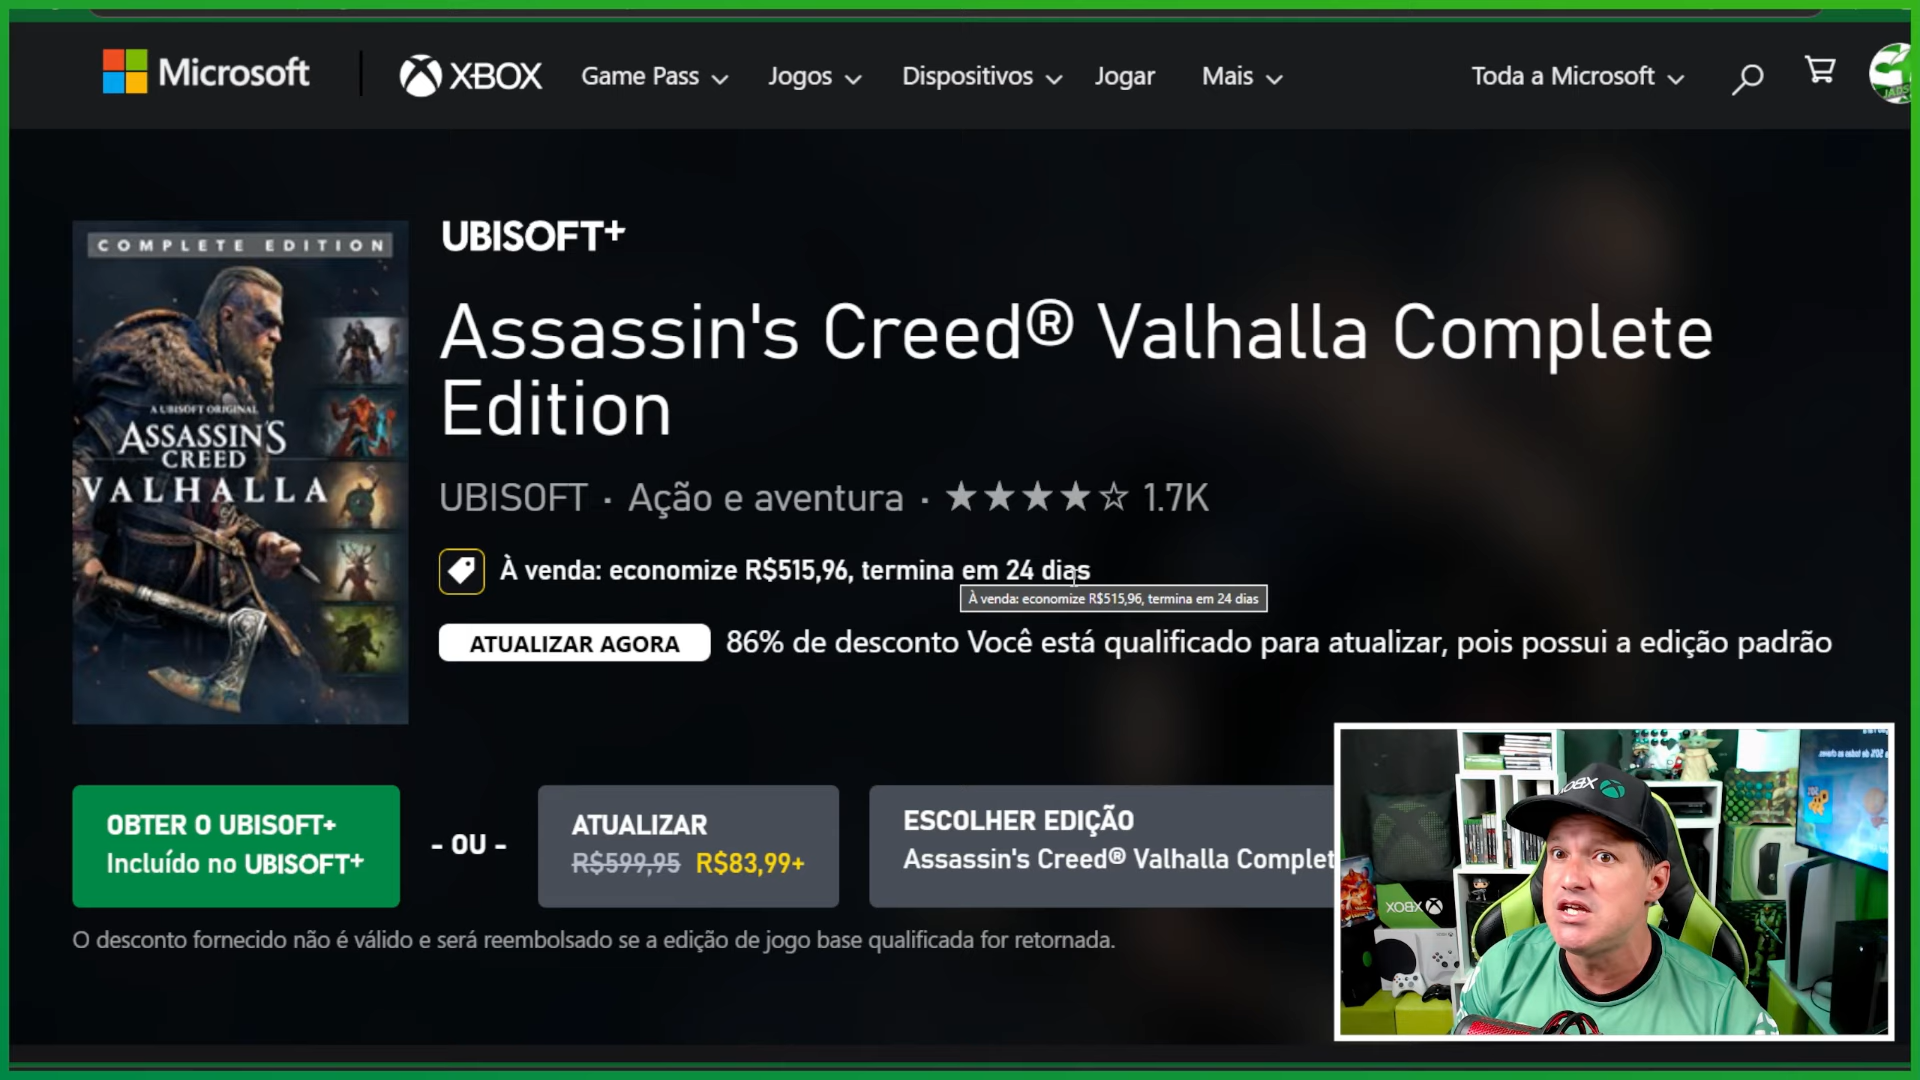 Microsoft
XBOX
Game Pass
Jogos
Dispositivos
Jogar
Mais
Toda a Microsoft
COMPLETE EDITION
A UBISOFT ORIGINAL
ASSASSIN'S
CREED
VALHALLA
UBISOFT+
Assassin's Creed® Valhalla Complete
Edition
UBISOFT · Ação e aventura · ★★★★☆ 1.7K
À venda: economize R$515,96, termina em 24 dias
À venda: economize R$515,96, termina em 24 dias
ATUALIZAR AGORA
86% de desconto Você está qualificado para atualizar, pois possui a edição padrão
OBTER O UBISOFT+
Incluído no UBISOFT+
- OU -
ATUALIZAR
R$599,95 R$83,99+
ESCOLHER EDIÇÃO
Assassin's Creed® Valhalla Complet
O desconto fornecido não é válido e será reembolsado se a edição de jogo base qualificada for retornada.
XBOX
XBOX